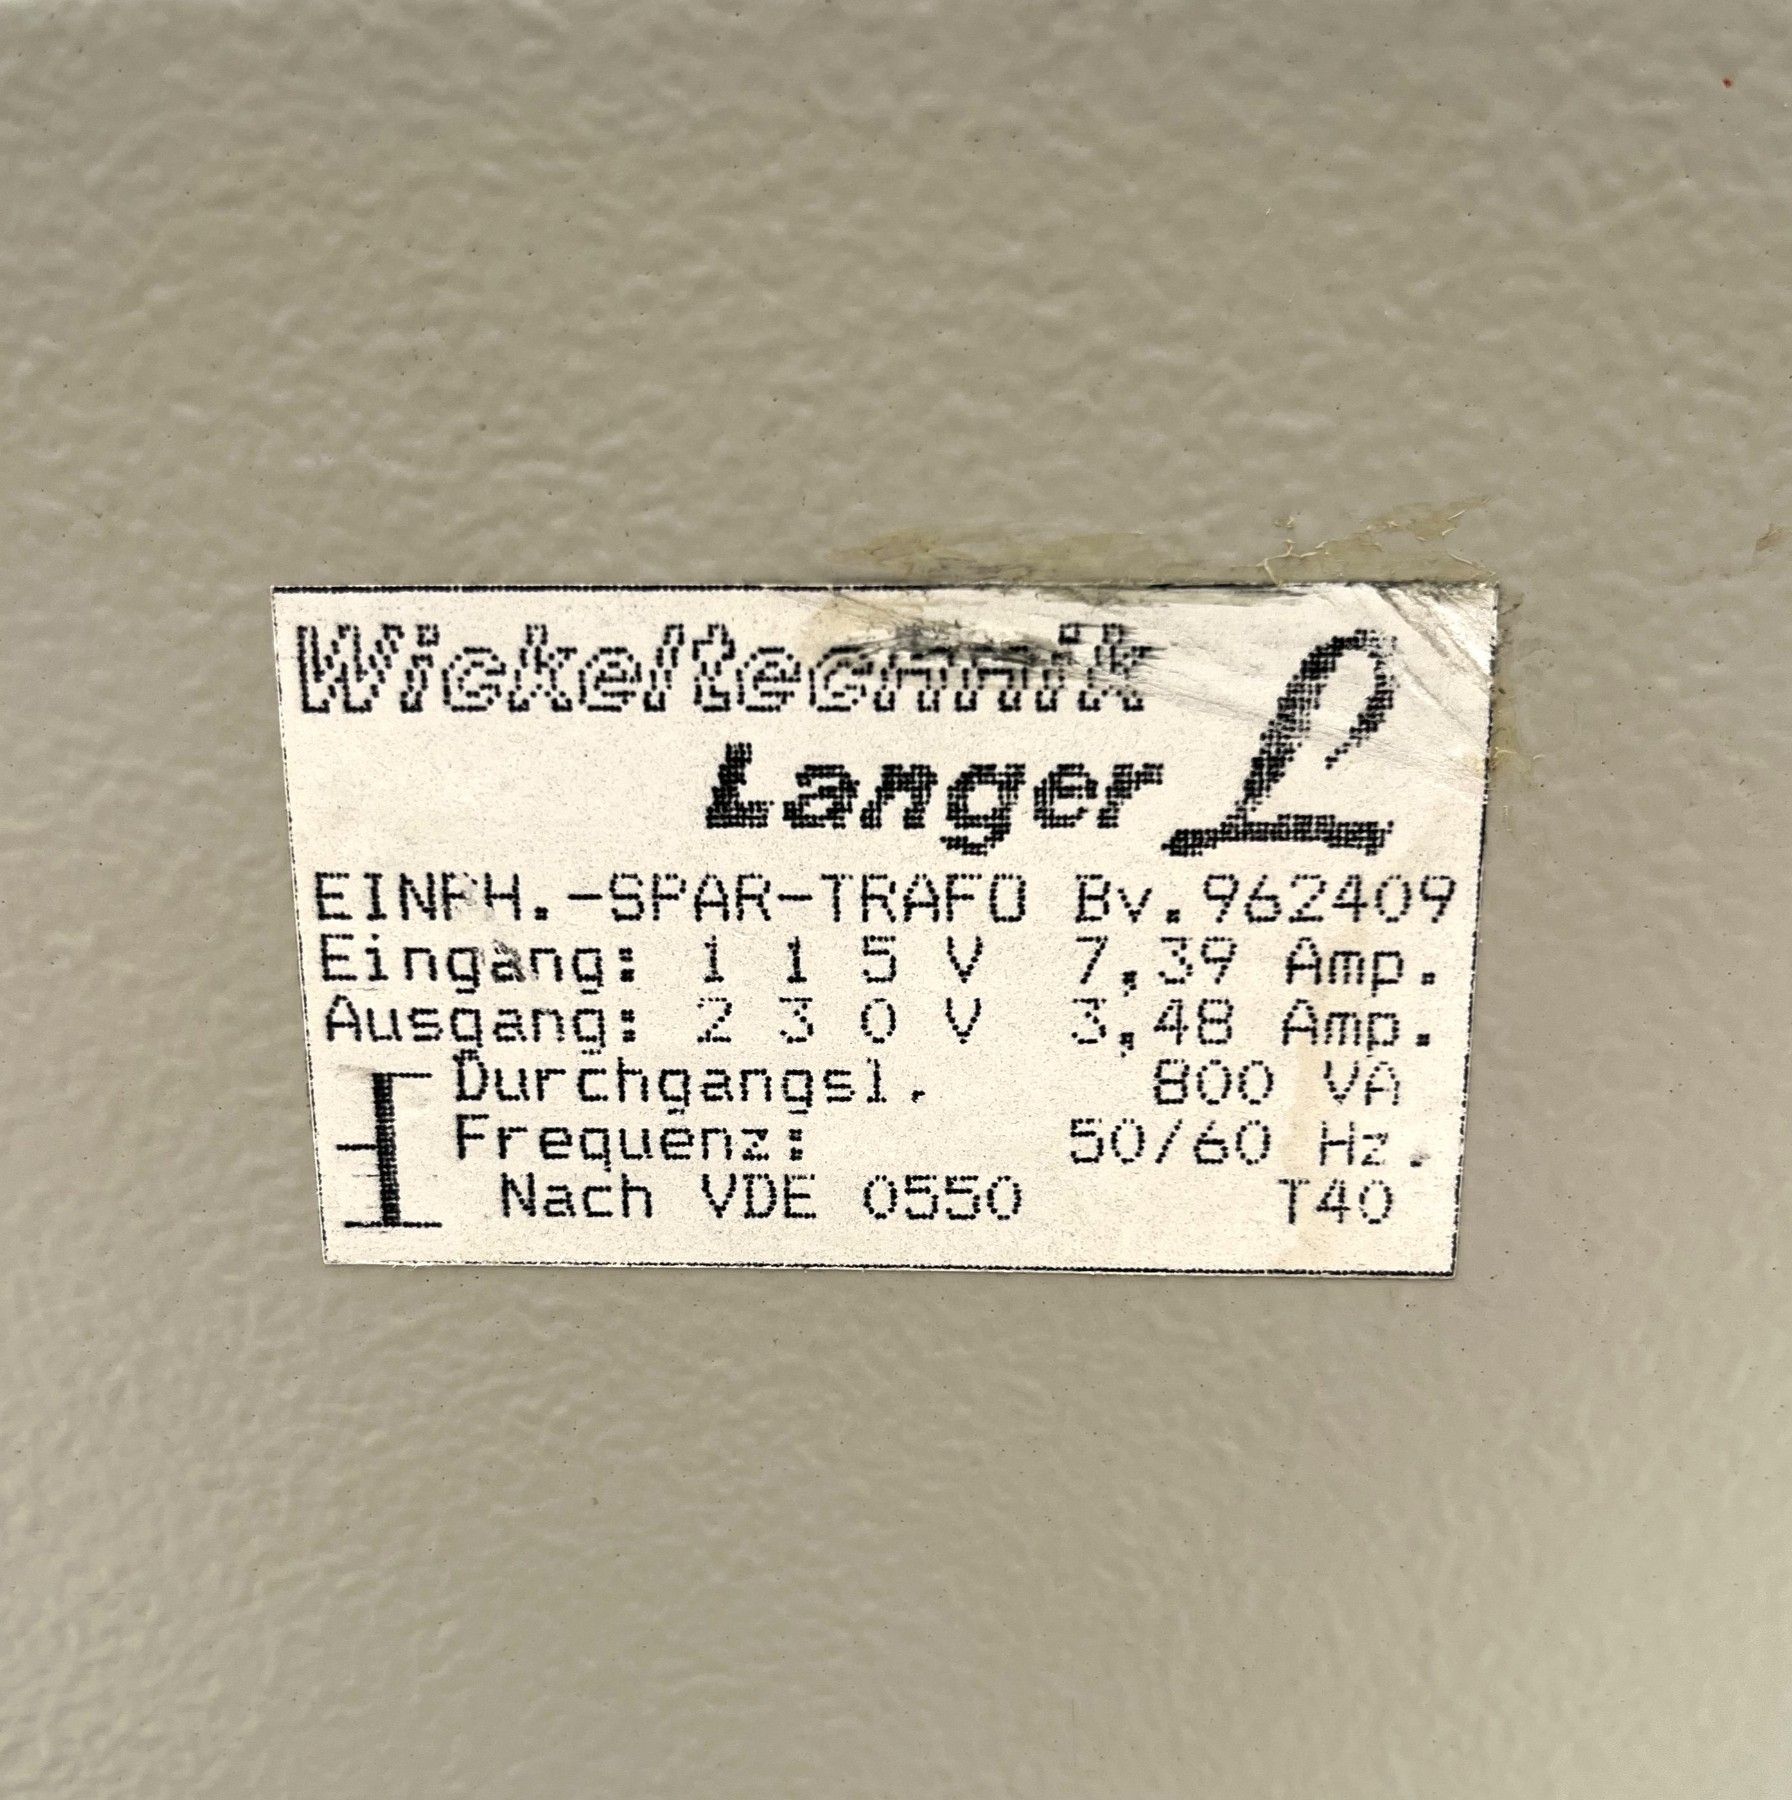 Wickeltechnik
Langer L
EINPH.-SPAR-TRAFO Bv.962409
Eingang: 1 1 5 V 7,39 Amp.
Ausgang: 2 3 0 V 3,48 Amp.
Durchgangsl. 800 VA
Frequenz: 50/60 Hz.
Nach VDE 0550 T40